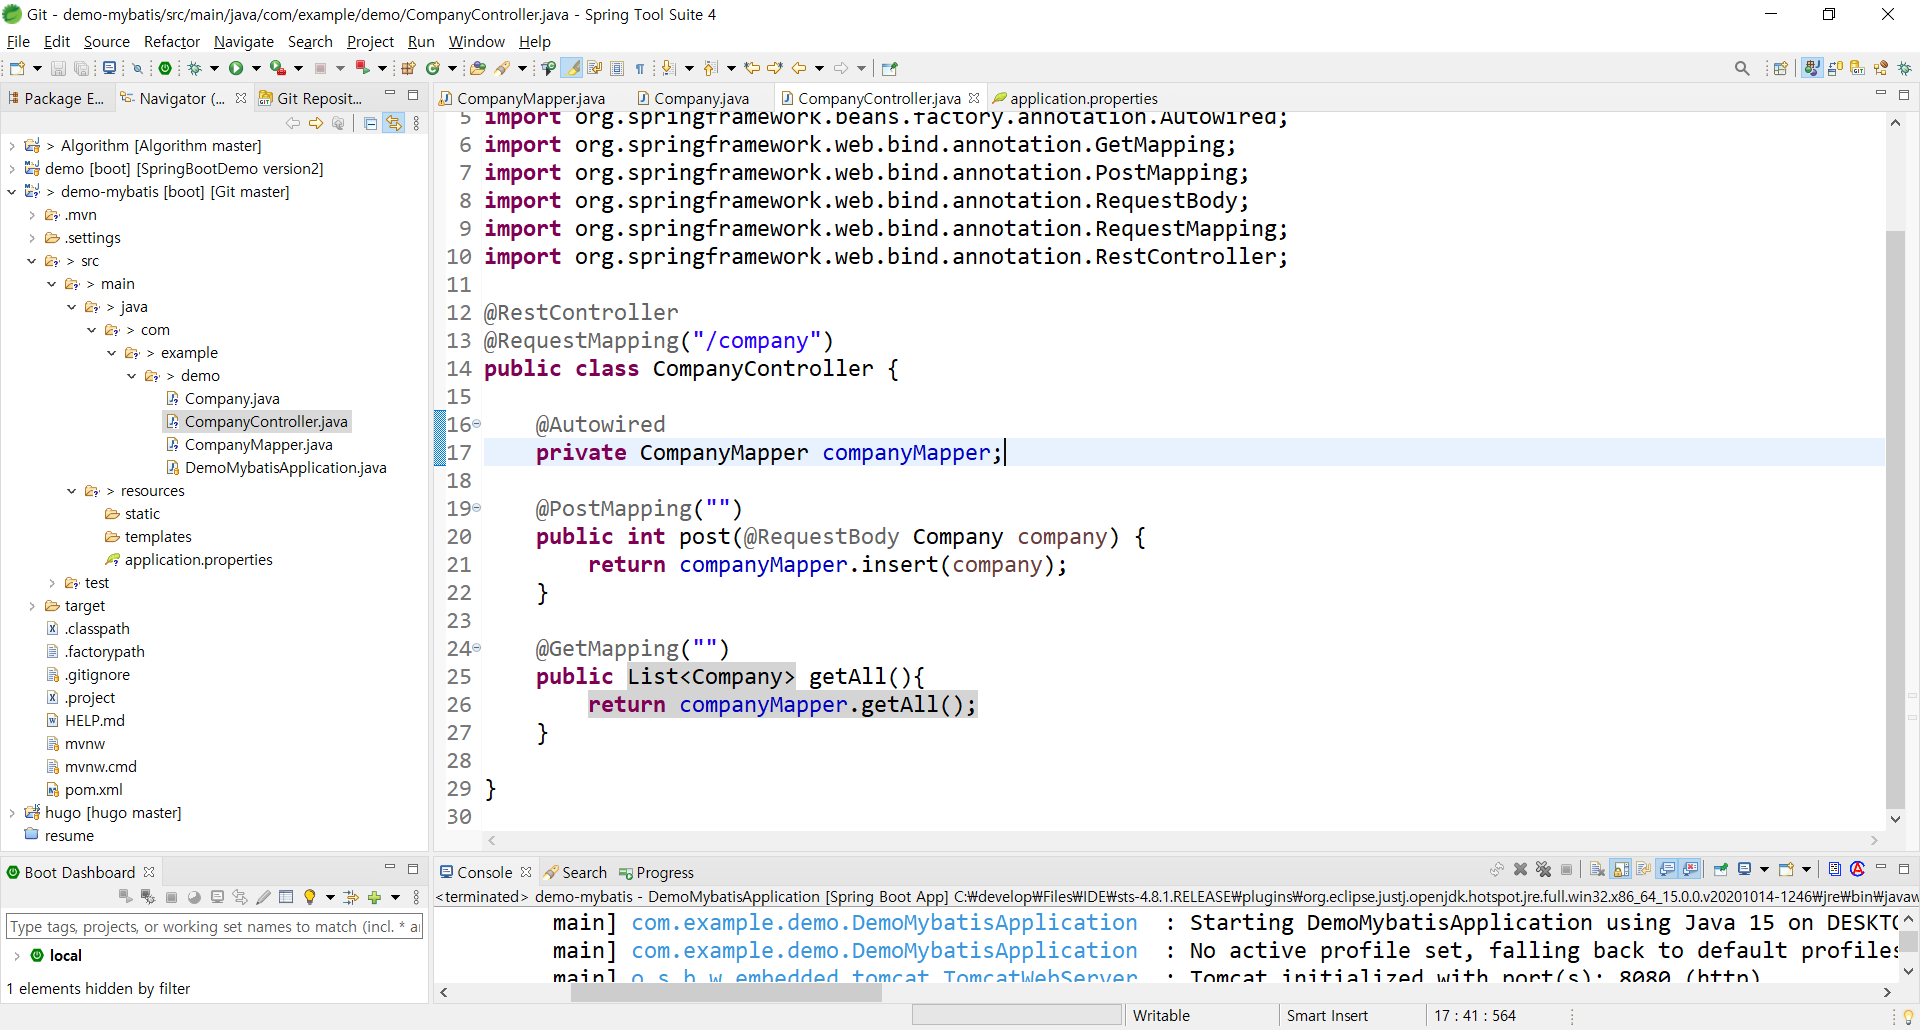 Git - demo-mybatis/src/main/java/com/example/demo/CompanyController.java - Spring Tool Suite 4
File Edit Source Refactor Navigate Search Project Run Window Help
Package E... Navigator (... Git Reposit...
> Algorithm [Algorithm master]
demo [boot] [SpringBootDemo version2]
> demo-mybatis [boot] [Git master]
.mvn
.settings
> src
> main
> java
> com
> example
> demo
Company.java
CompanyController.java
CompanyMapper.java
DemoMybatisApplication.java
> resources
static
templates
application.properties
test
target
.classpath
.factorypath
.gitignore
.project
HELP.md
mvnw
mvnw.cmd
pom.xml
hugo [hugo master]
resume
CompanyMapper.java Company.java CompanyController.java application.properties
5 import org.springframework.beans.factory.annotation.Autowired;
6 import org.springframework.web.bind.annotation.GetMapping;
7 import org.springframework.web.bind.annotation.PostMapping;
8 import org.springframework.web.bind.annotation.RequestBody;
9 import org.springframework.web.bind.annotation.RequestMapping;
10 import org.springframework.web.bind.annotation.RestController;
11
12 @RestController
13 @RequestMapping("/company")
14 public class CompanyController {
15
16 @Autowired
17 private CompanyMapper companyMapper;
18
19 @PostMapping("")
20 public int post(@RequestBody Company company) {
21 return companyMapper.insert(company);
22 }
23
24 @GetMapping("")
25 public List<Company> getAll(){
26 return companyMapper.getAll();
27 }
28
29 }
30
Boot Dashboard
Type tags, projects, or working set names to match (incl. * a
local
1 elements hidden by filter
Console Search Progress
<terminated> demo-mybatis - DemoMybatisApplication [Spring Boot App] C:₩develop₩Files₩IDE₩sts-4.8.1.RELEASE₩plugins₩org.eclipse.justj.openjdk.hotspot.jre.full.win32.x86_64_15.0.0.v20201014-1246₩jre₩bin₩javaw
main] com.example.demo.DemoMybatisApplication : Starting DemoMybatisApplication using Java 15 on DESKTO
main] com.example.demo.DemoMybatisApplication : No active profile set, falling back to default profiles
main] o.s.b.w.embedded.tomcat.TomcatWebServer : Tomcat initialized with port(s): 8080 (http)
Writable Smart Insert 17 : 41 : 564